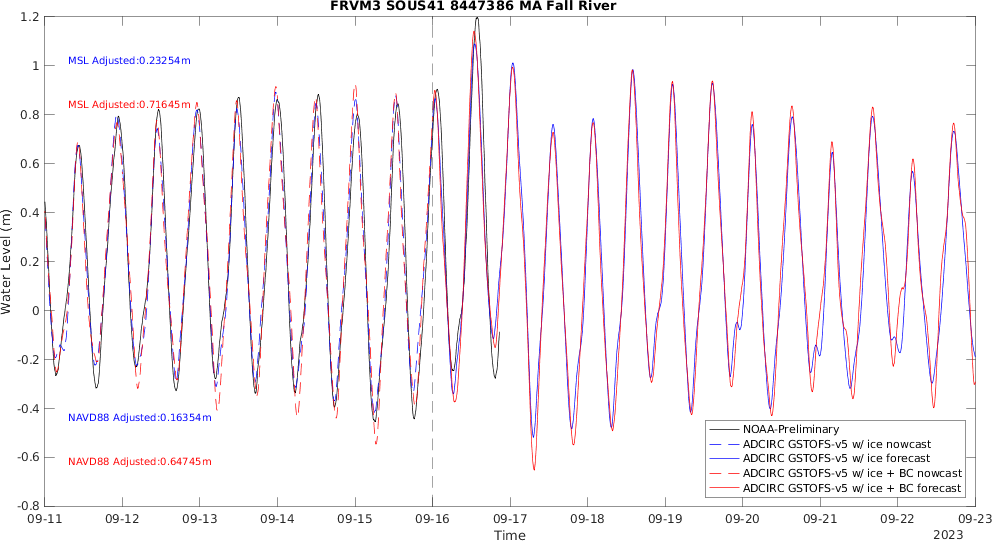 FRVM3 SOUS41 8447386 MA Fall River
1.2
1
0.8
0.6
0.4
0.2
0
-0.2
-0.4
-0.6
-0.8
Water Level (m)
MSL Adjusted:0.23254m
MSL Adjusted:0.71645m
NAVD88 Adjusted:0.16354m
NAVD88 Adjusted:0.64745m
NOAA-Preliminary
ADCIRC GSTOFS-v5 w/ ice nowcast
ADCIRC GSTOFS-v5 w/ ice forecast
ADCIRC GSTOFS-v5 w/ ice + BC nowcast
ADCIRC GSTOFS-v5 w/ ice + BC forecast
09-11 09-12 09-13 09-14 09-15 09-16 09-17 09-18 09-19 09-20 09-21 09-22 09-23
Time
2023